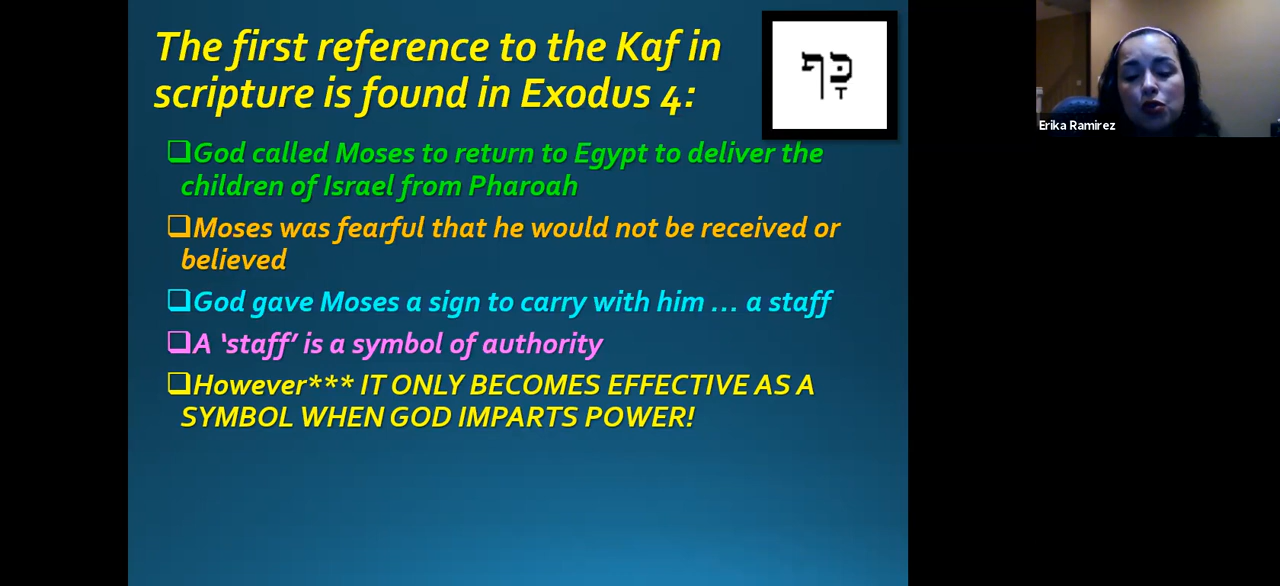 The first reference to the Kaf in
scripture is found in Exodus 4:
כָּף
❑God called Moses to return to Egypt to deliver the
children of Israel from Pharoah
❑Moses was fearful that he would not be received or
believed
❑God gave Moses a sign to carry with him ... a staff
❑A ‘staff’ is a symbol of authority
❑However*** IT ONLY BECOMES EFFECTIVE AS A
SYMBOL WHEN GOD IMPARTS POWER!
Erika Ramirez